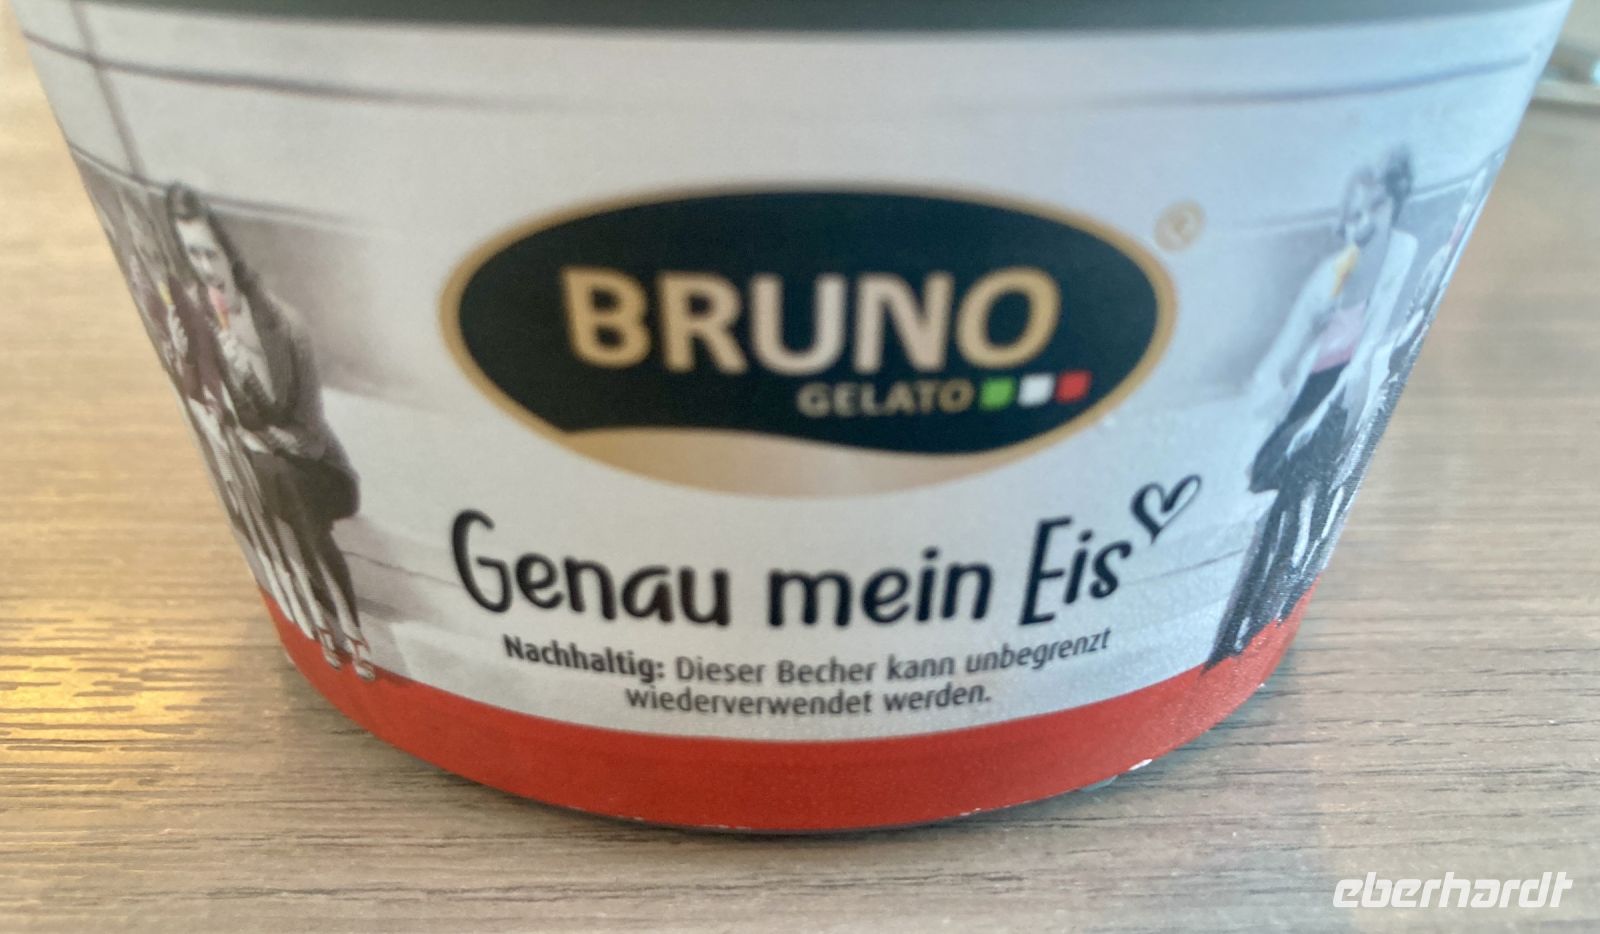 BRUNO
®
GELATO
Genau mein Eis
Nachhaltig: Dieser Becher kann unbegrenzt
wiederverwendet werden.
eberhardt